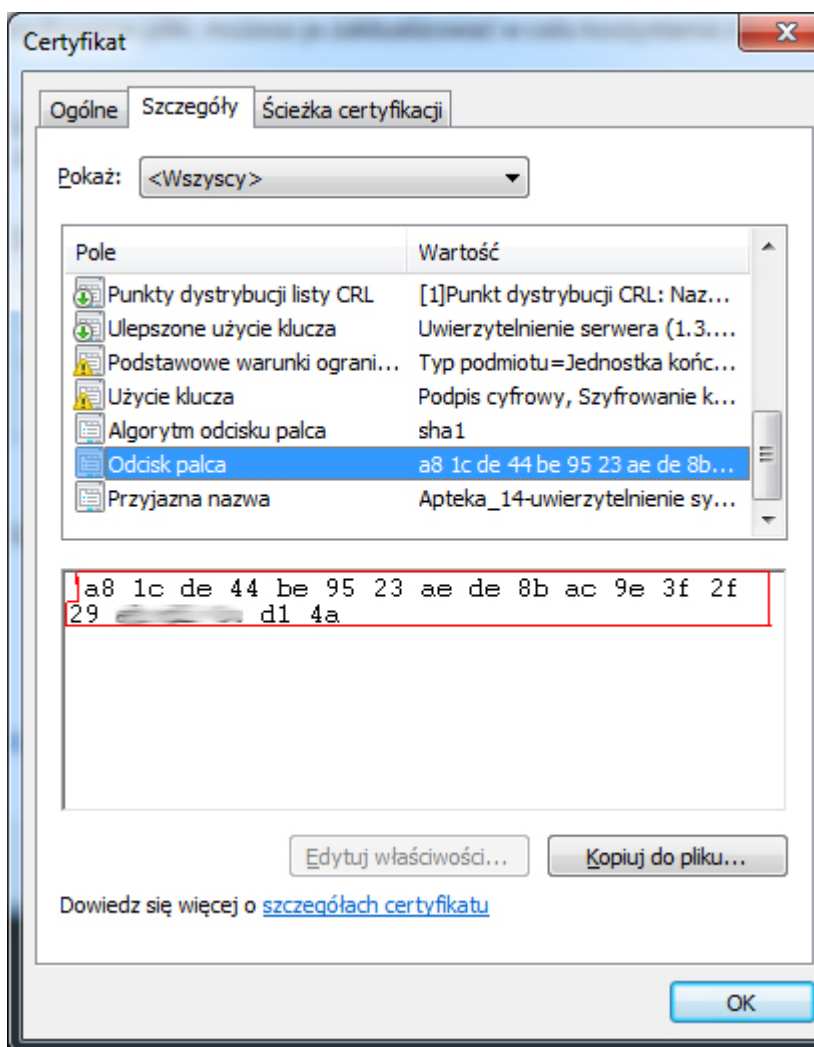 Certyfikat
Ogólne Szczegóły Ścieżka certyfikacji
Pokaż: <Wszyscy>
Pole Wartość
Punkty dystrybucji listy CRL [1]Punkt dystrybucji CRL: Naz...
Ulepszone użycie klucza Uwierzytelnienie serwera (1.3....
Podstawowe warunki ograni... Typ podmiotu=Jednostka końc...
Użycie klucza Podpis cyfrowy, Szyfrowanie k...
Algorytm odcisku palca sha1
Odcisk palca a8 1c de 44 be 95 23 ae de 8b...
Przyjazna nazwa Apteka_14-uwierzytelnienie sy...
a8 1c de 44 be 95 23 ae de 8b ac 9e 3f 2f
29 d1 4a
Edytuj właściwości... Kopiuj do pliku...
Dowiedz się więcej o szczegółach certyfikatu
OK